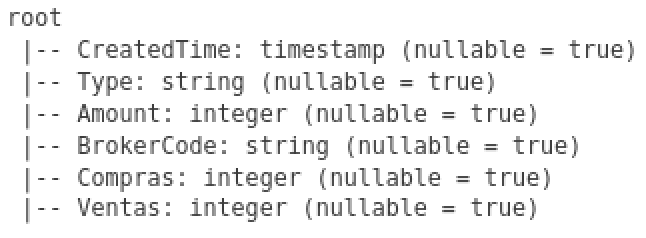 root
 |-- CreatedTime: timestamp (nullable = true)
 |-- Type: string (nullable = true)
 |-- Amount: integer (nullable = true)
 |-- BrokerCode: string (nullable = true)
 |-- Compras: integer (nullable = true)
 |-- Ventas: integer (nullable = true)